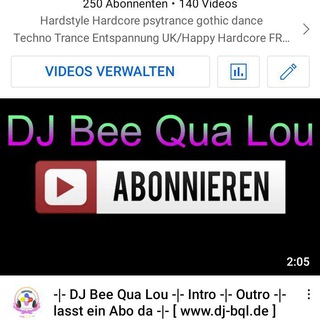 250 Abonnenten • 140 Videos
Hardstyle Hardcore psytrance gothic dance
Techno Trance Entspannung UK/Happy Hardcore FR...
VIDEOS VERWALTEN
DJ Bee Qua Lou
ABONNIEREN
2:05
-|- DJ Bee Qua Lou -|- Intro -|- Outro -|-
lasst ein Abo da -|- [ www.dj-bql.de ]